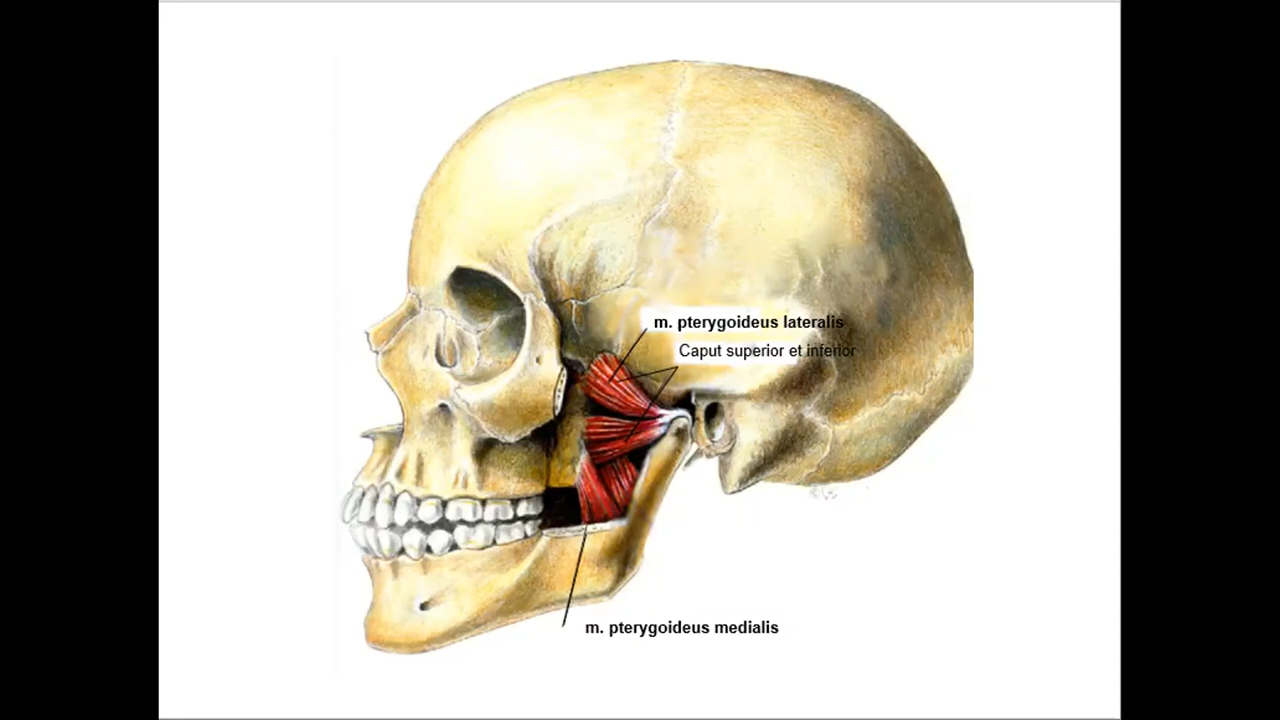 m. pterygoideus lateralis
Caput superior et inferior
m. pterygoideus medialis